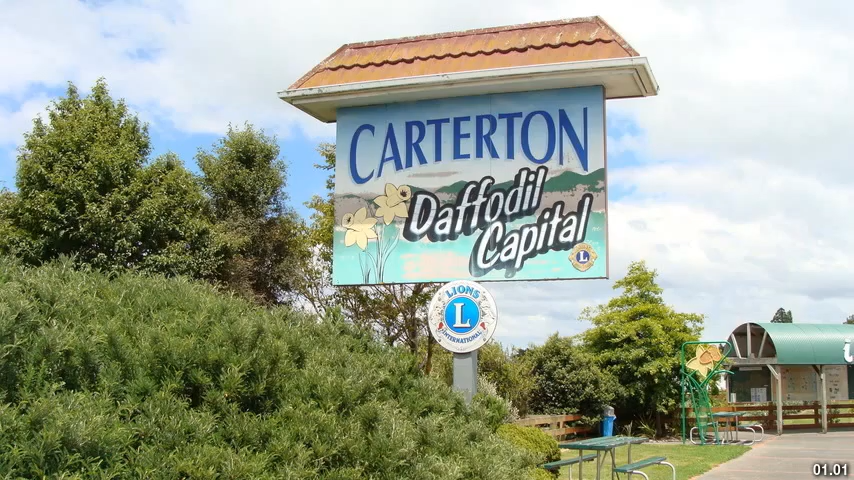 CARTERTON
Daffodil
Capital
L
LIONS
L
INTERNATIONAL
i
01.01